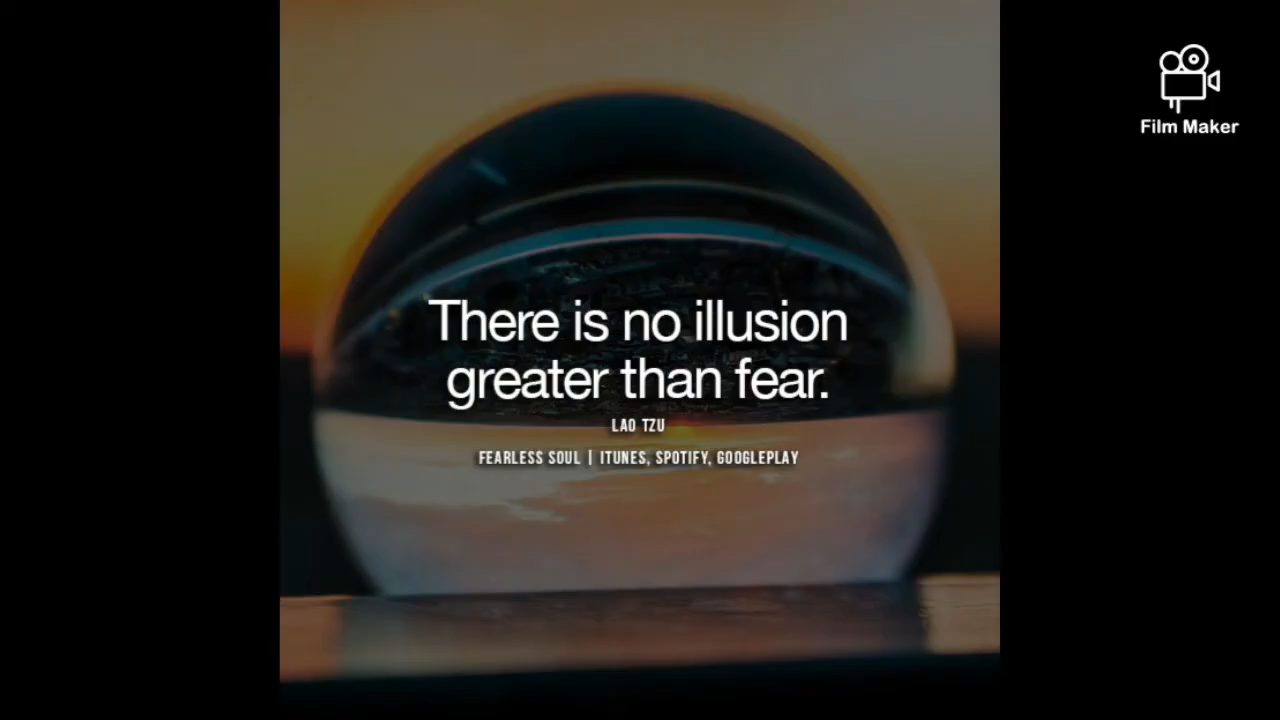 There is no illusion
greater than fear.
LAO TZU
FEARLESS SOUL | ITUNES, SPOTIFY, GOOGLEPLAY
Film Maker